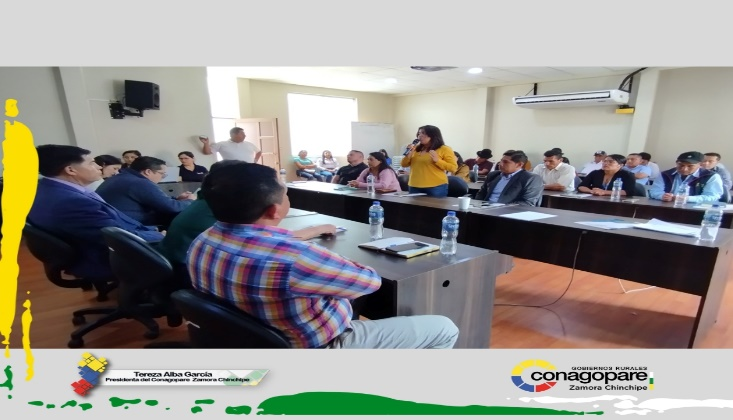 Tereza Alba García
Presidenta del Conagopare Zamora Chinchipe
GOBIERNOS RURALES
conagopare
Zamora Chinchipe